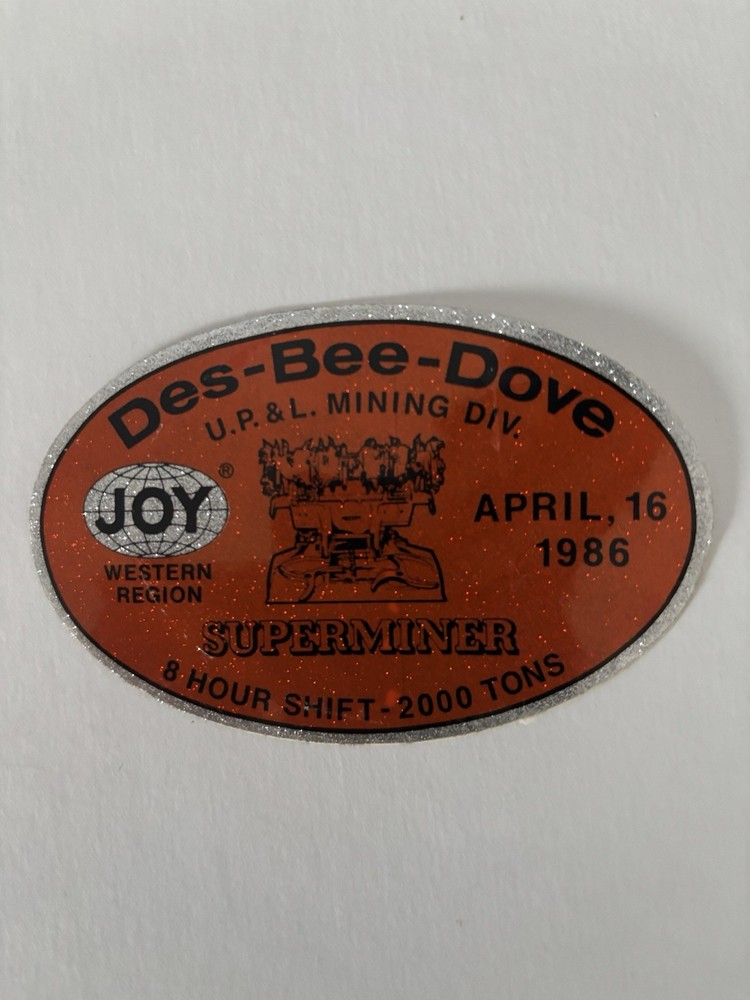 Des-Bee-Dove
U.P.&L. MINING DIV.
JOY®
WESTERN
REGION
APRIL, 16
1986
SUPERMINER
8 HOUR SHIFT-2000 TONS